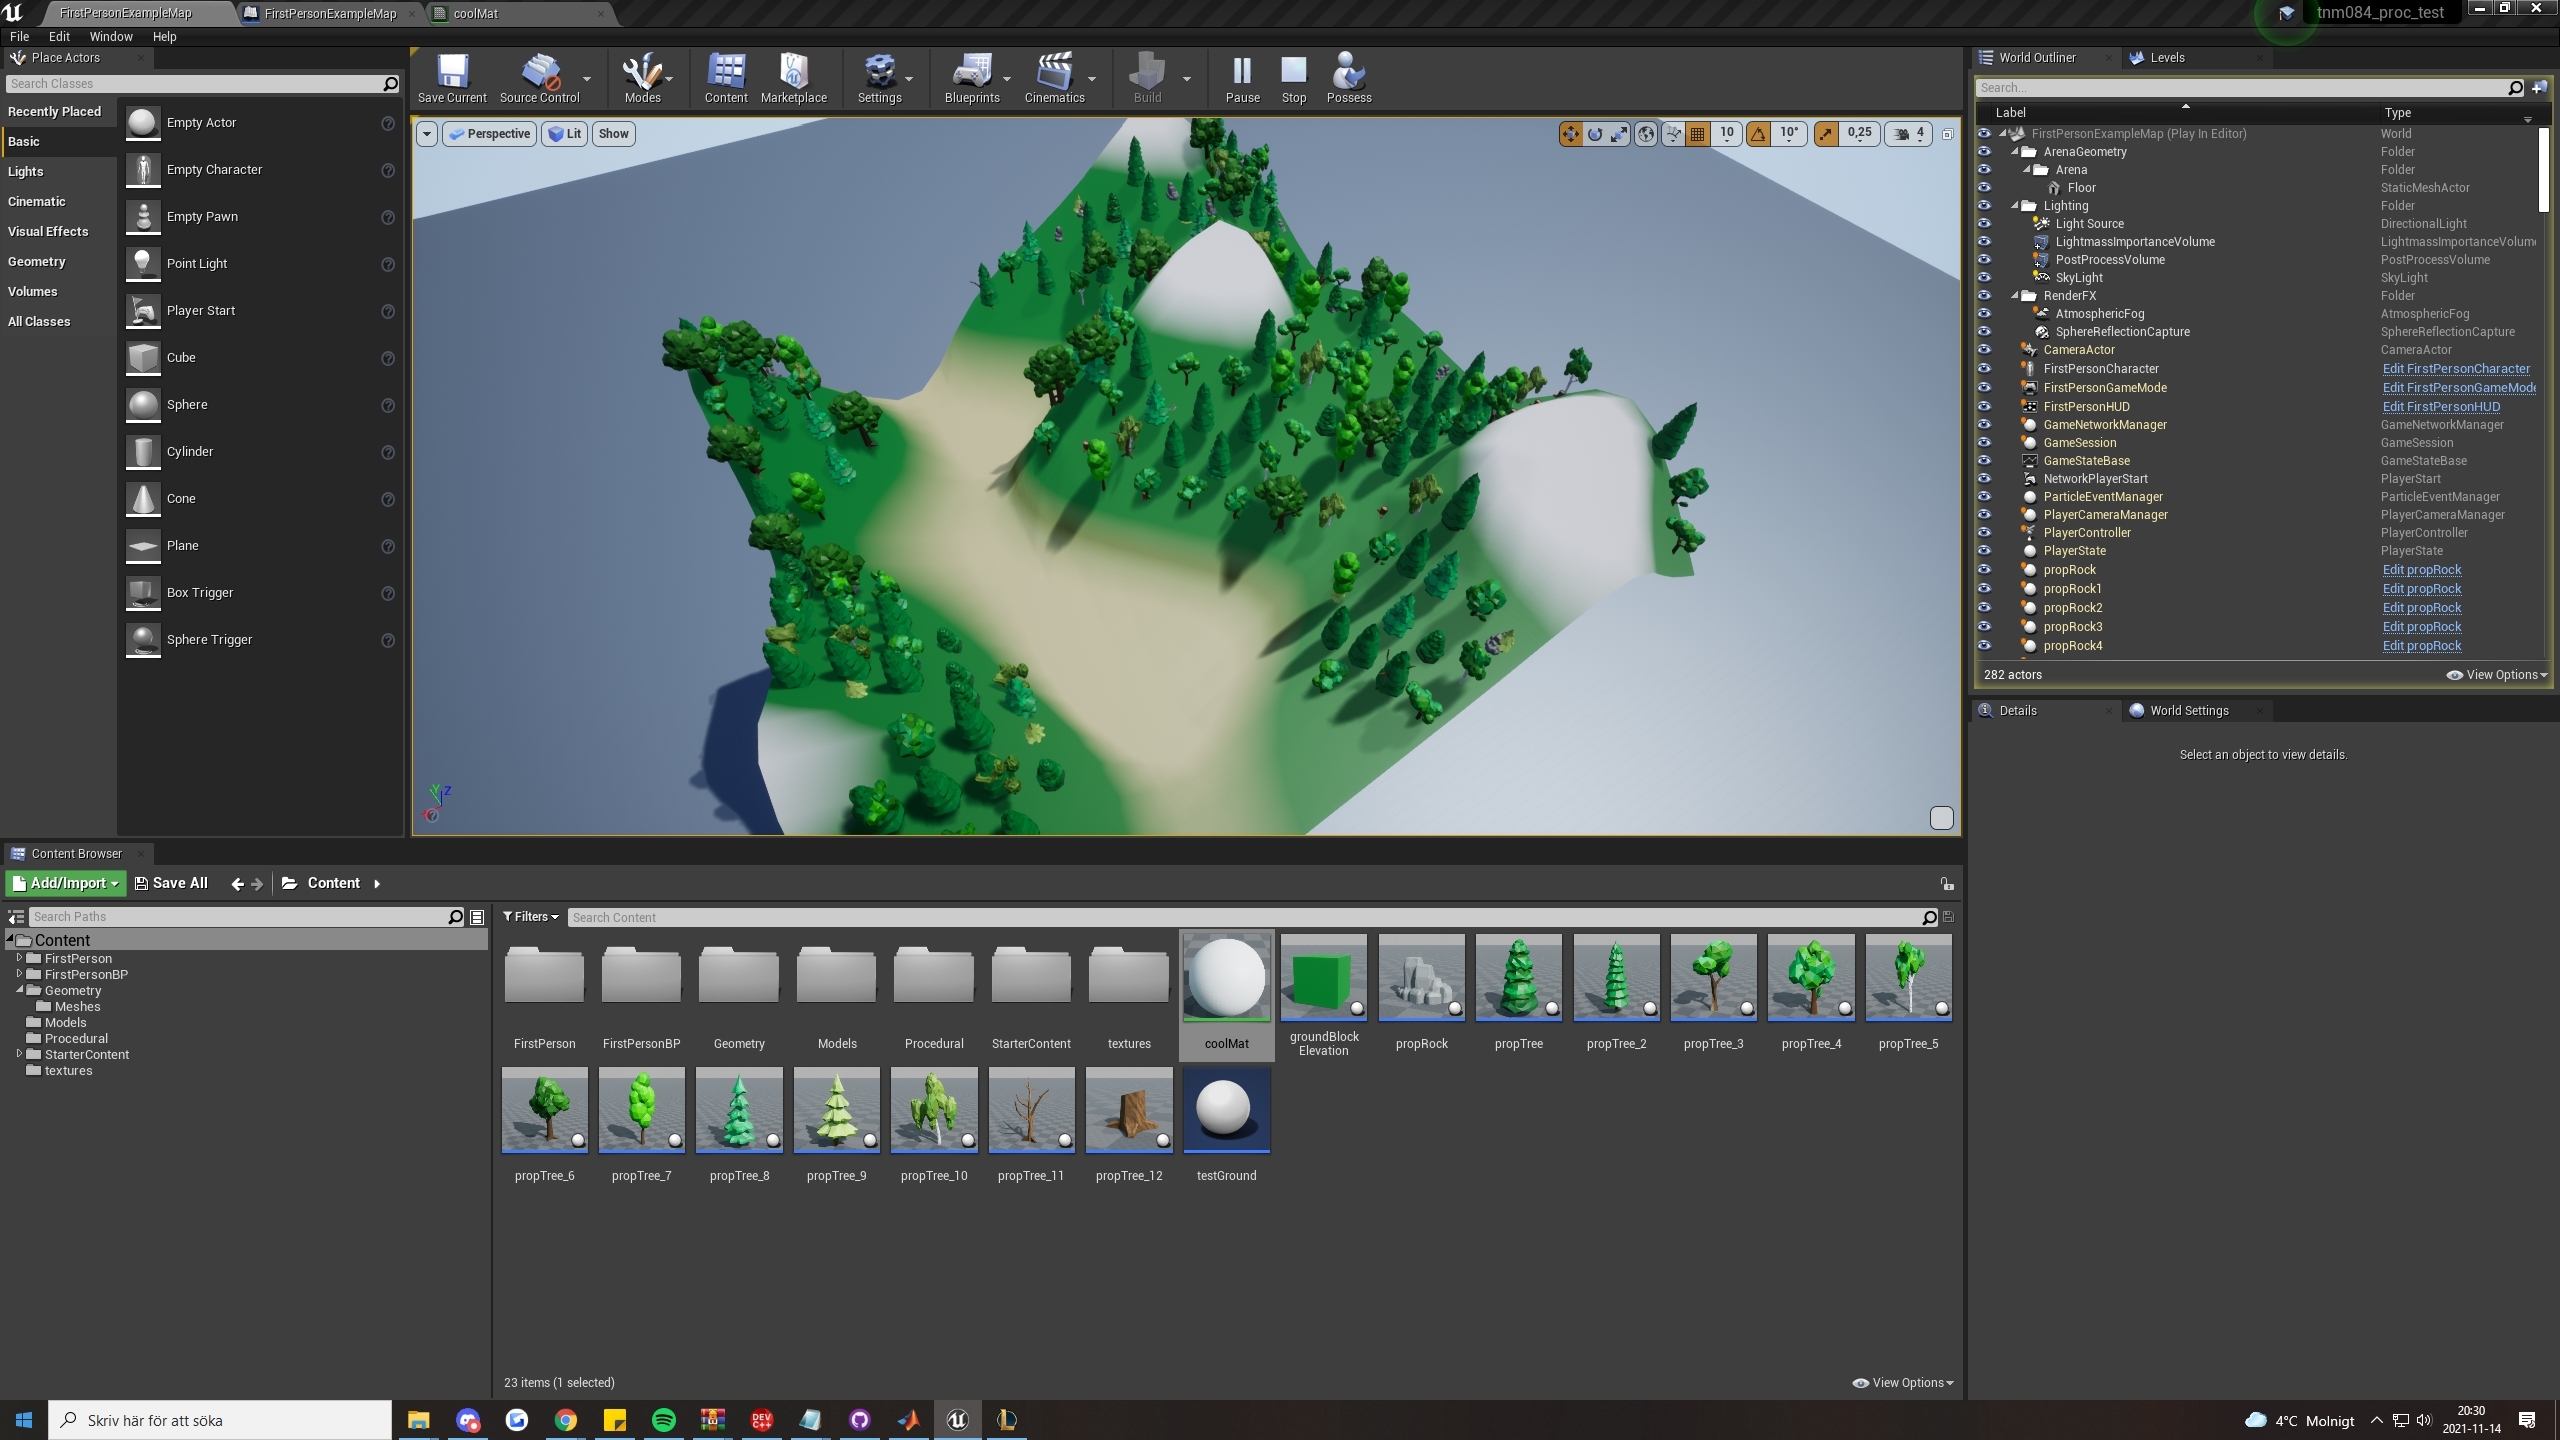 FirstPersonExampleMap
FirstPersonExampleMap
coolMat
tnm084_proc_test
File Edit Window Help
Place Actors
Search Classes
Recently Placed
Basic
Lights
Cinematic
Visual Effects
Geometry
Volumes
All Classes
Empty Actor
Empty Character
Empty Pawn
Point Light
Player Start
Cube
Sphere
Cylinder
Cone
Plane
Box Trigger
Sphere Trigger
Save Current Source Control Modes Content Marketplace Settings Blueprints Cinematics Build Pause Stop Possess
Perspective Lit Show
10 10° 0,25 4
Y Z
World Outliner Levels
Search...
Label Type
FirstPersonExampleMap (Play In Editor) World
ArenaGeometry Folder
Arena Folder
Floor StaticMeshActor
Lighting Folder
Light Source DirectionalLight
LightmassImportanceVolume LightmassImportanceVolum
PostProcessVolume PostProcessVolume
SkyLight SkyLight
RenderFX Folder
AtmosphericFog AtmosphericFog
SphereReflectionCapture SphereReflectionCapture
CameraActor CameraActor
FirstPersonCharacter Edit FirstPersonCharacter
FirstPersonGameMode Edit FirstPersonGameMode
FirstPersonHUD Edit FirstPersonHUD
GameNetworkManager GameNetworkManager
GameSession GameSession
GameStateBase GameStateBase
NetworkPlayerStart PlayerStart
ParticleEventManager ParticleEventManager
PlayerCameraManager PlayerCameraManager
PlayerController PlayerController
PlayerState PlayerState
propRock Edit propRock
propRock1 Edit propRock
propRock2 Edit propRock
propRock3 Edit propRock
propRock4 Edit propRock
282 actors View Options
Details World Settings
Select an object to view details.
Content Browser
Add/Import Save All Content
Search Paths
Content
FirstPerson
FirstPersonBP
Geometry
Meshes
Models
Procedural
StarterContent
textures
Filters Search Content
FirstPerson FirstPersonBP Geometry Models Procedural StarterContent textures coolMat groundBlock Elevation propRock propTree propTree_2 propTree_3 propTree_4 propTree_5
propTree_6 propTree_7 propTree_8 propTree_9 propTree_10 propTree_11 propTree_12 testGround
23 items (1 selected) View Options
Skriv här för att söka
DEV C++
4°C Molnigt
20:30
2021-11-14